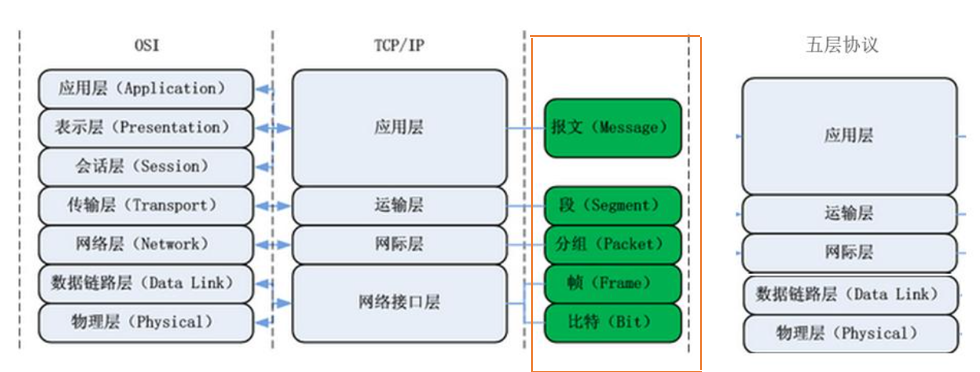 OSI
应用层（Application）
表示层（Presentation）
会话层（Session）
传输层（Transport）
网络层（Network）
数据链路层（Data Link）
物理层（Physical）
TCP/IP
应用层
运输层
网际层
网络接口层
报文（Message）
段（Segment）
分组（Packet）
帧（Frame）
比特（Bit）
五层协议
应用层
运输层
网际层
数据链路层（Data Link）
物理层（Physical）